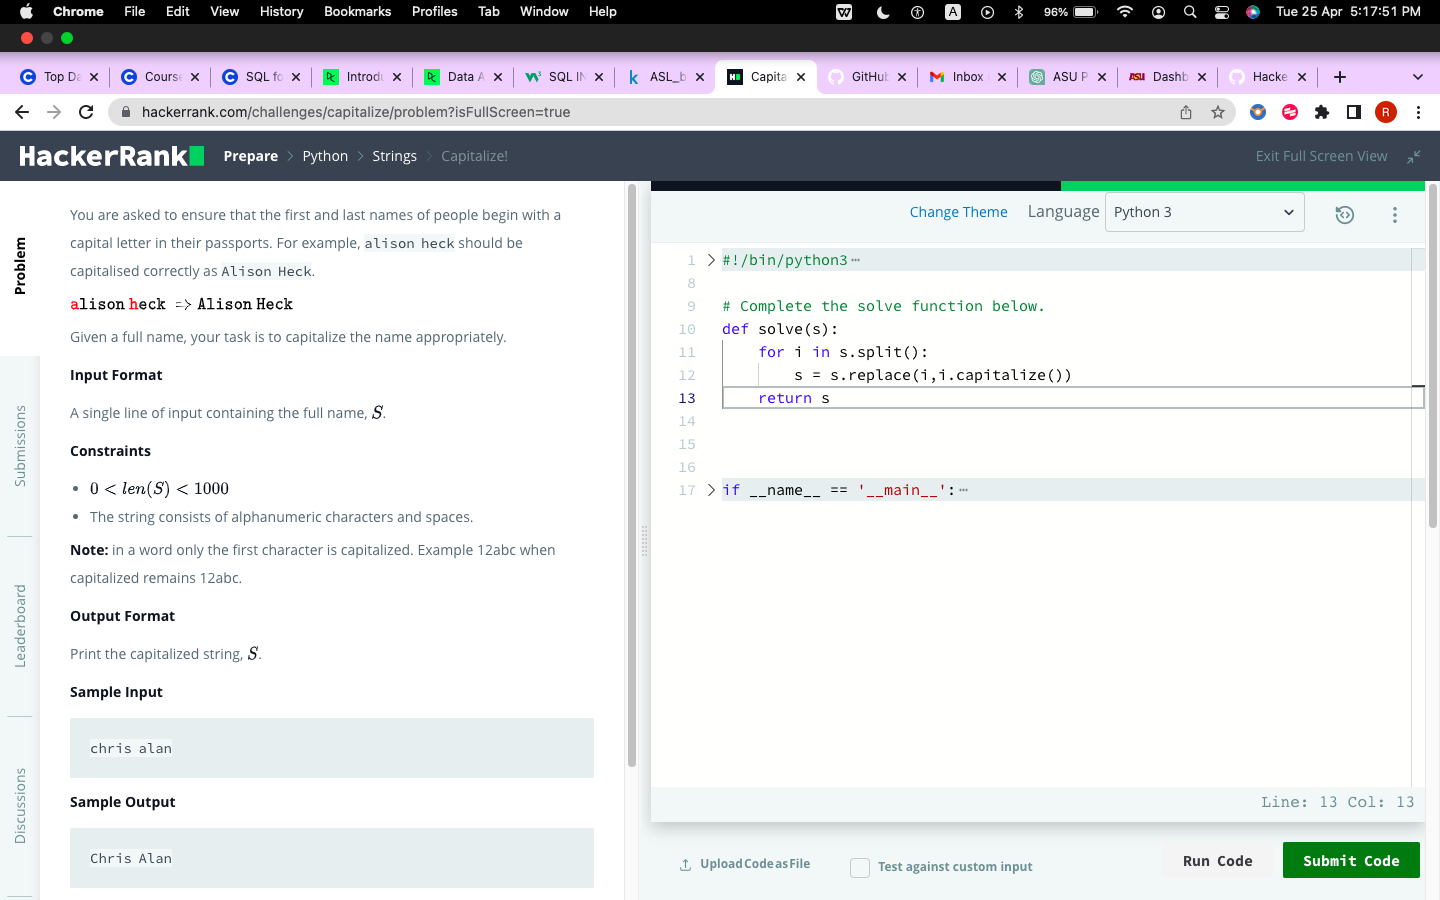 Chrome File Edit View History Bookmarks Profiles Tab Window Help W A 96% Tue 25 Apr 5:17:51 PM
C Top Da C Course C SQL fo Introdu Data A SQL IN k ASL_b H Capita GitHub Inbox ASU P ASU Dashb Hacke
hackerrank.com/challenges/capitalize/problem?isFullScreen=true R
HackerRank Prepare > Python > Strings > Capitalize! Exit Full Screen View
Problem
Submissions
Leaderboard
Discussions
You are asked to ensure that the first and last names of people begin with a
capital letter in their passports. For example, alison heck should be
capitalised correctly as Alison Heck.
alison heck ⇒ Alison Heck
Given a full name, your task is to capitalize the name appropriately.
Input Format
A single line of input containing the full name, S.
Constraints
• 0 < len(S) < 1000
• The string consists of alphanumeric characters and spaces.
Note: in a word only the first character is capitalized. Example 12abc when
capitalized remains 12abc.
Output Format
Print the capitalized string, S.
Sample Input
chris alan
Sample Output
Chris Alan
Change Theme Language Python 3
1 > #!/bin/python3
8
9 # Complete the solve function below.
10 def solve(s):
11     for i in s.split():
12         s = s.replace(i,i.capitalize())
13     return s
14
15
16
17 > if __name__ == '__main__':
Line: 13 Col: 13
Upload Code as File Test against custom input Run Code Submit Code